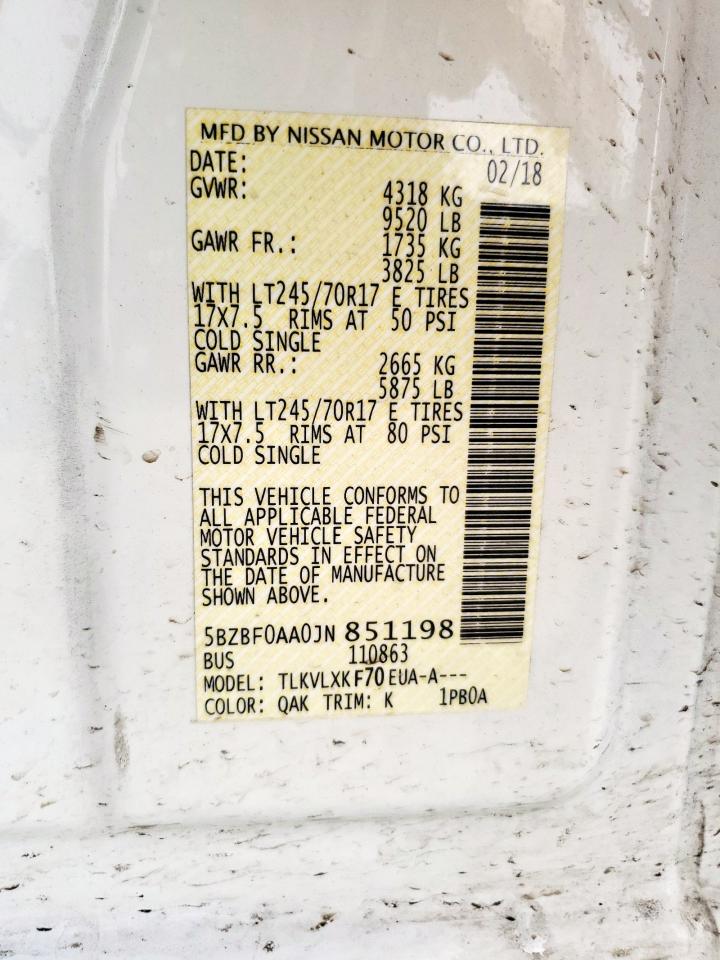 MFD BY NISSAN MOTOR CO., LTD.
DATE: 02/18
GVWR: 4318 KG
9520 LB
GAWR FR.: 1735 KG
3825 LB
WITH LT245/70R17 E TIRES
17X7.5 RIMS AT 50 PSI
COLD SINGLE
GAWR RR.: 2665 KG
5875 LB
WITH LT245/70R17 E TIRES
17X7.5 RIMS AT 80 PSI
COLD SINGLE
THIS VEHICLE CONFORMS TO
ALL APPLICABLE FEDERAL
MOTOR VEHICLE SAFETY
STANDARDS IN EFFECT ON
THE DATE OF MANUFACTURE
SHOWN ABOVE.
5BZBF0AA0JN 851198
BUS 110863
MODEL: TLKVLXKF70EUA-A---
COLOR: QAK TRIM: K 1PB0A